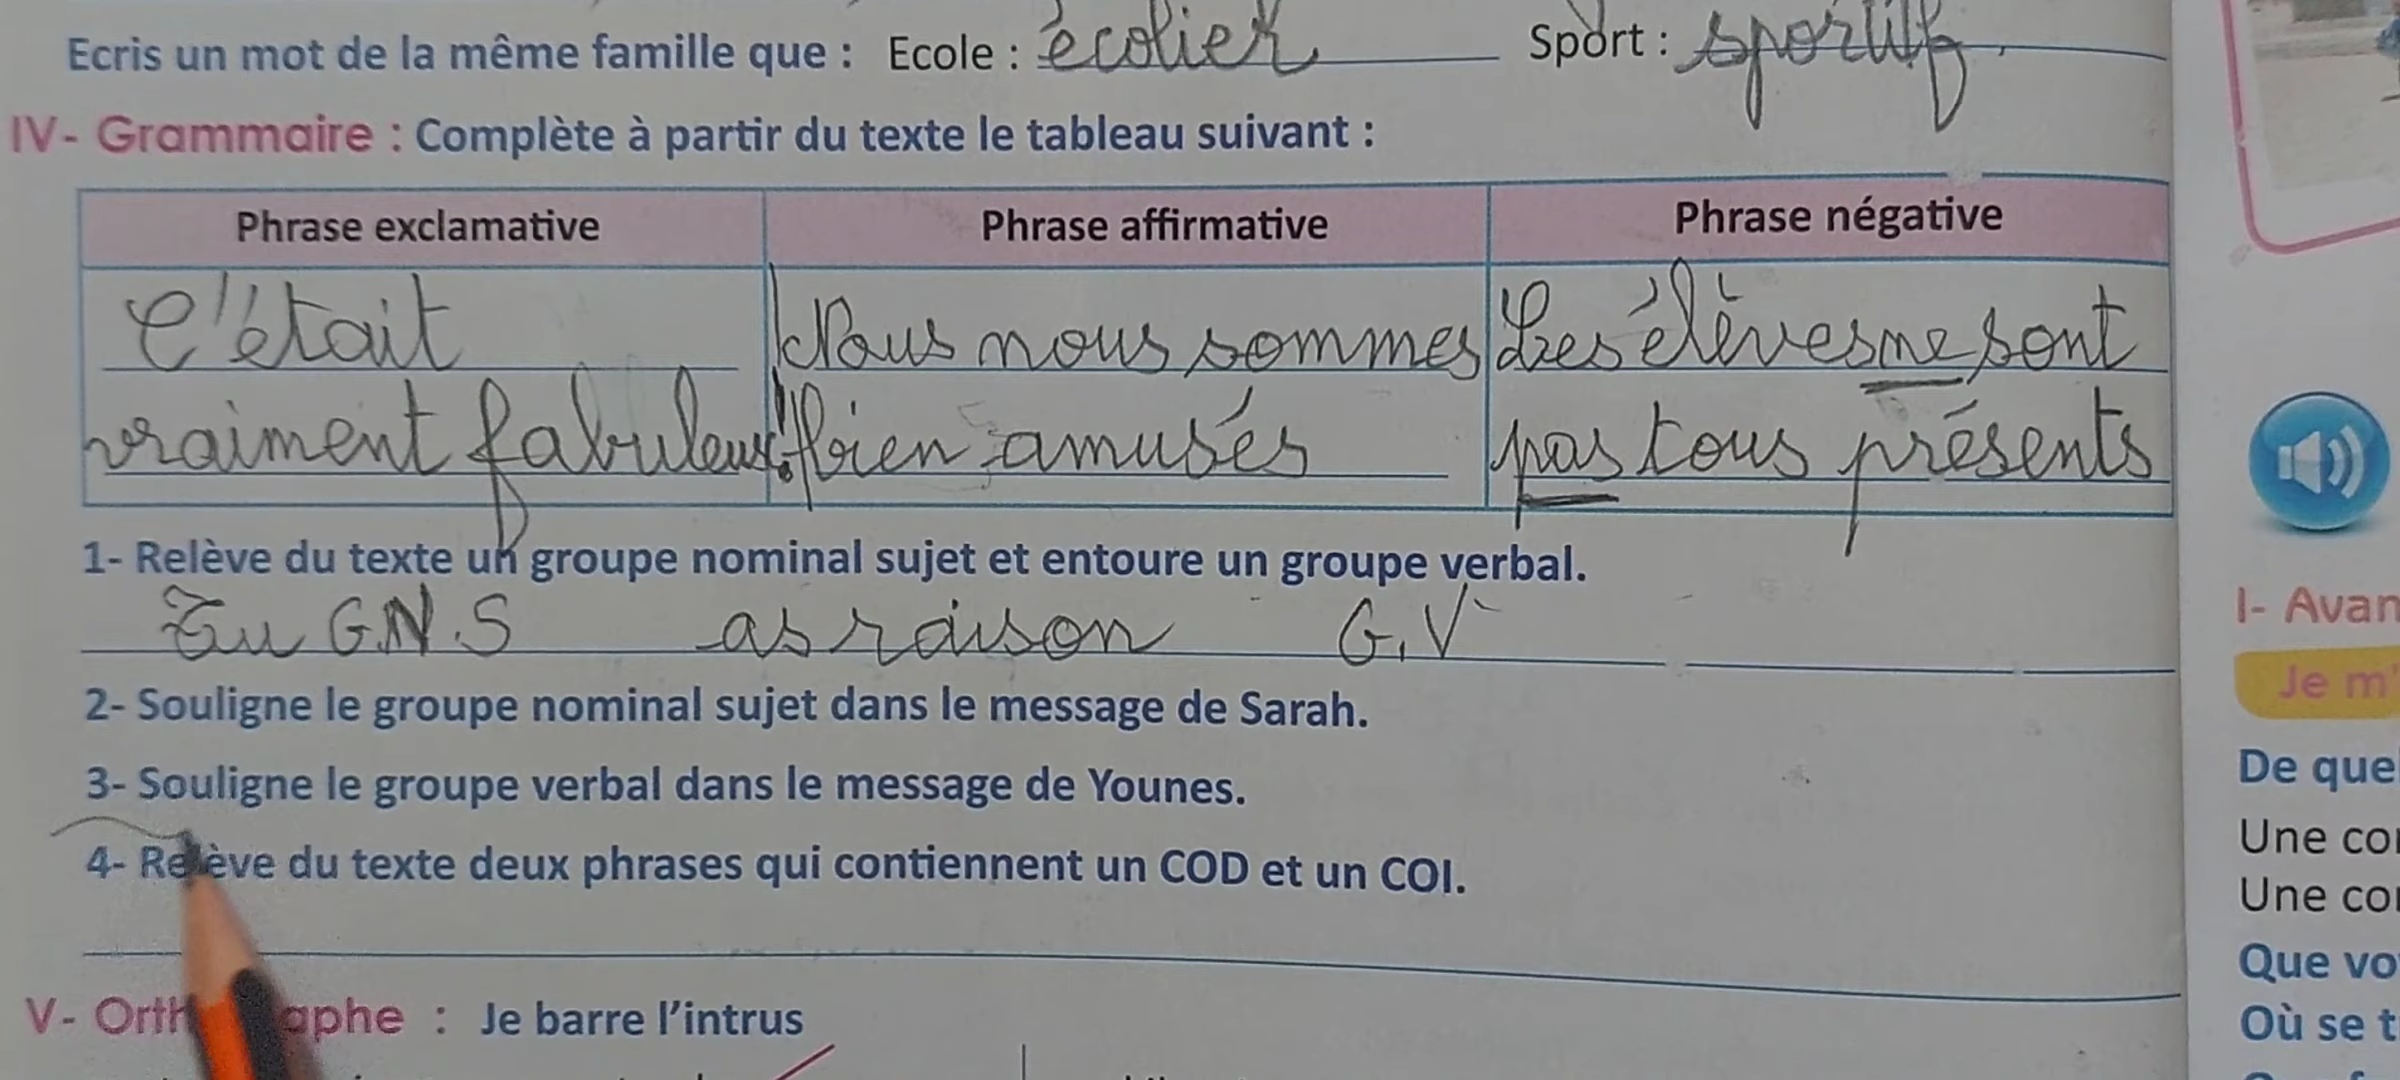 Ecris un mot de la même famille que : Ecole : écolier Sport : sportif
IV- Grammaire : Complète à partir du texte le tableau suivant :
Phrase exclamative Phrase affirmative Phrase négative
C'était Nous nous sommes Les élèves ne sont
vraiment fabuleux! bien amusés pas tous présents
1- Relève du texte un groupe nominal sujet et entoure un groupe verbal.
Tu G.N.S as raison G.V
2- Souligne le groupe nominal sujet dans le message de Sarah.
3- Souligne le groupe verbal dans le message de Younes.
4- Relève du texte deux phrases qui contiennent un COD et un COI.
V- Orth aphe : Je barre l'intrus
I- Avan
Je m'
De que
Une co
Une co
Que vo
Où se t